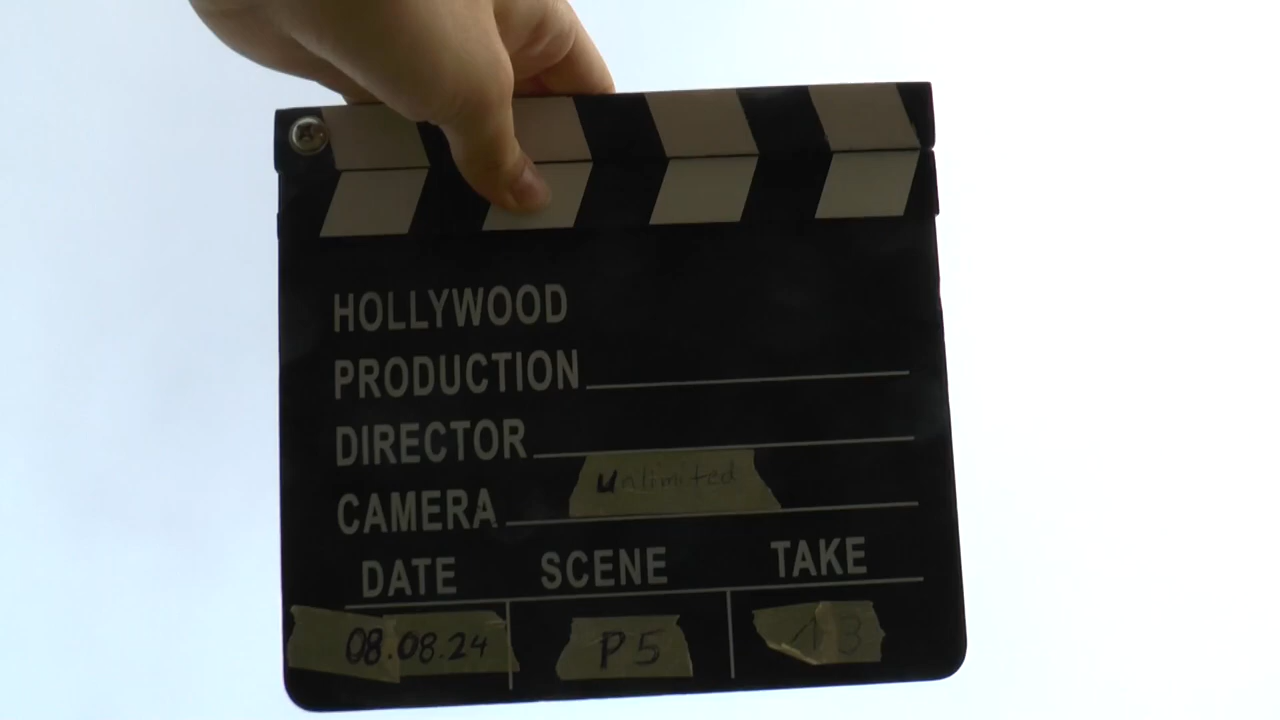 HOLLYWOOD
PRODUCTION
DIRECTOR
CAMERA unlimited
DATE SCENE TAKE
08.08.24 P5 13